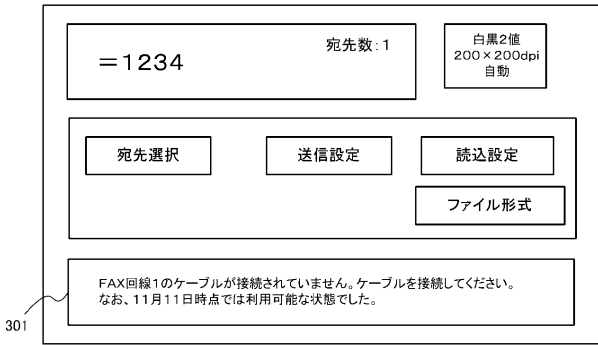 ＝1234
宛先数:1
白黒2値
200×200dpi
自動
宛先選択
送信設定
読込設定
ファイル形式
FAX回線1のケーブルが接続されていません。ケーブルを接続してください。
なお、11月11日時点では利用可能な状態でした。
301